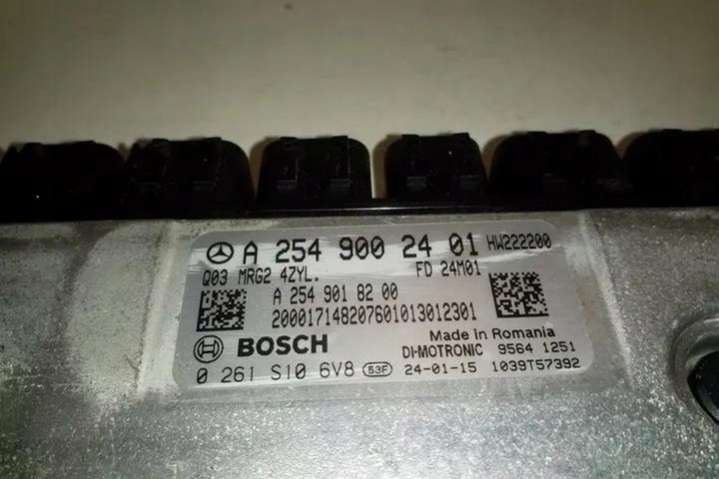 A 254 900 24 01 HW222200
Q03 MRG2 4ZYL. FD 24M01
A 254 901 82 00
200017148207601013012301
BOSCH
Made in Romania
DI-MOTRONIC 9564 1251
0 261 S10 6V8 53F 24-01-15 1039T57392